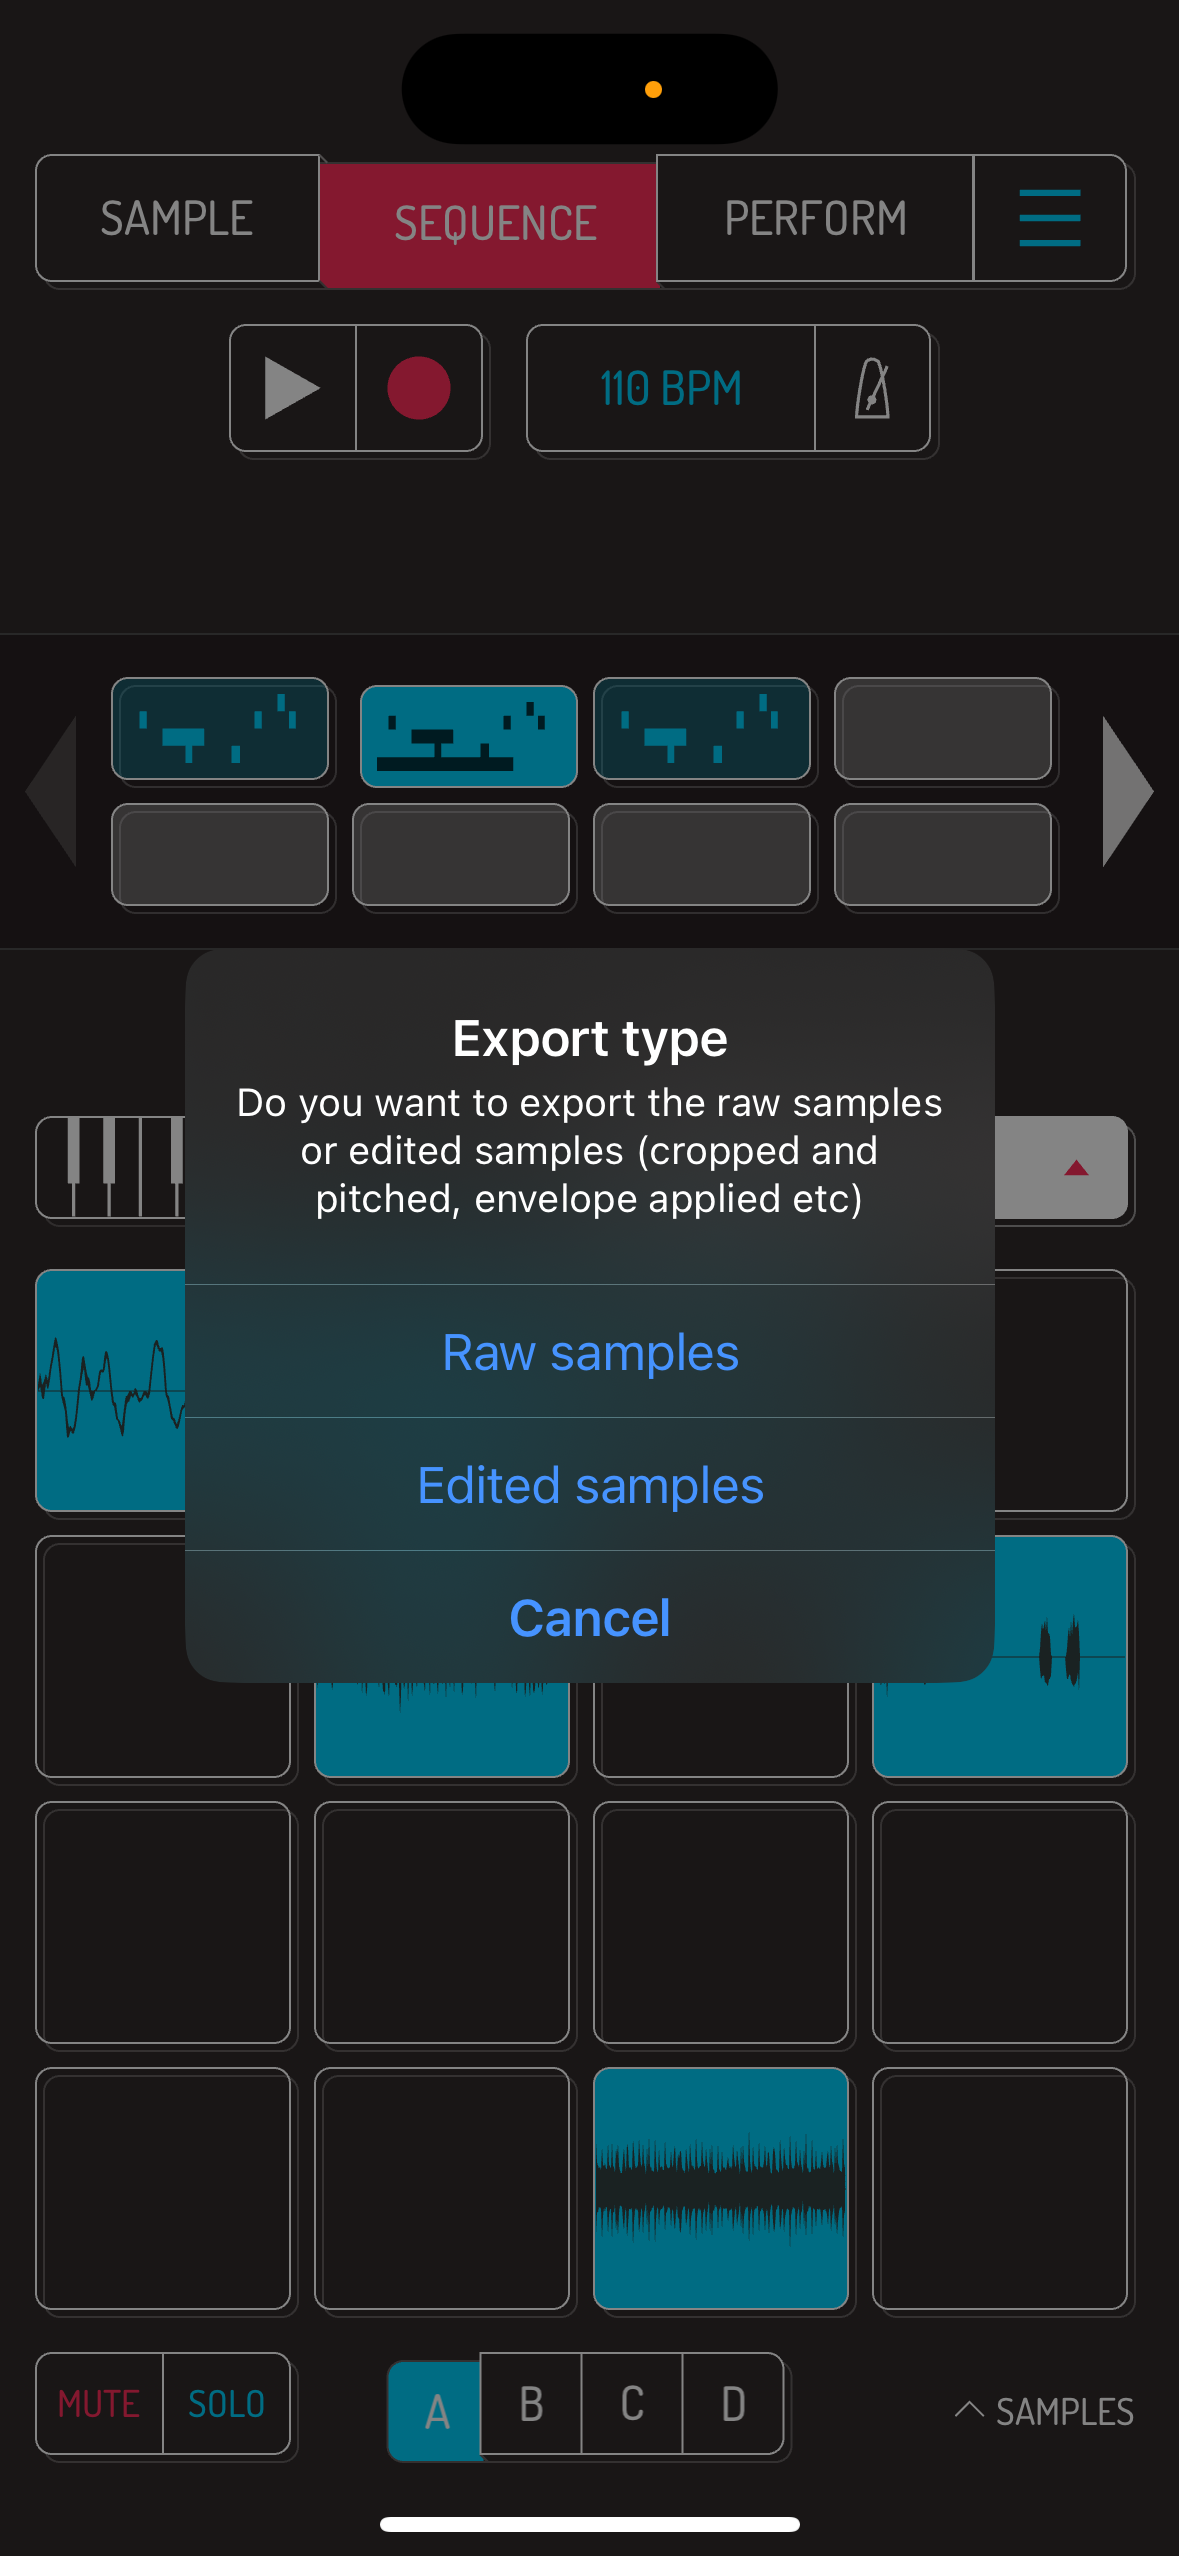 SAMPLE SEQUENCE PERFORM
110 BPM
Export type
Do you want to export the raw samples
or edited samples (cropped and
pitched, envelope applied etc)
Raw samples
Edited samples
Cancel
MUTE SOLO A B C D SAMPLES